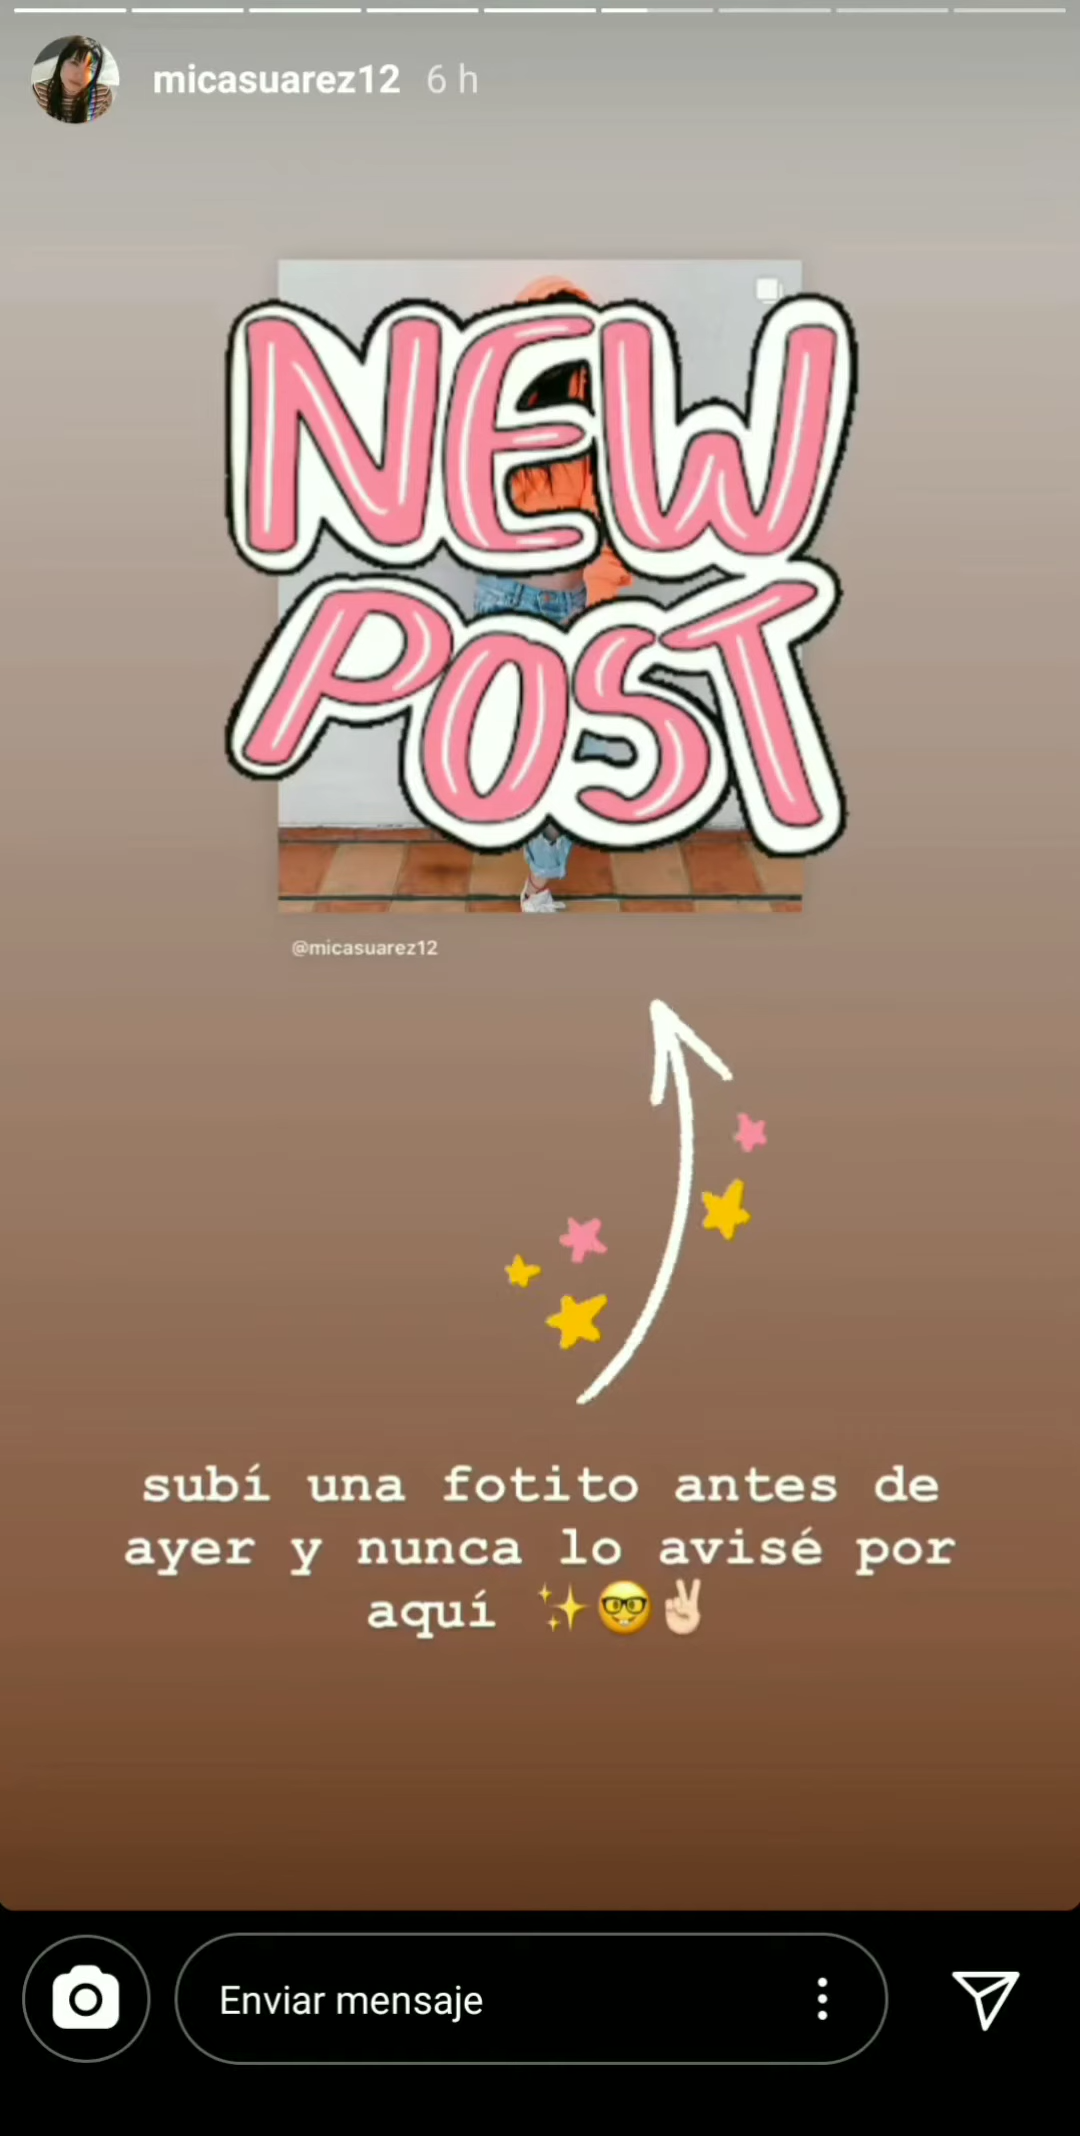 micasuarez12 6 h
NEW
POST
@micasuarez12
subí una fotito antes de
ayer y nunca lo avisé por
aquí ✨🤓✌🏻
Enviar mensaje